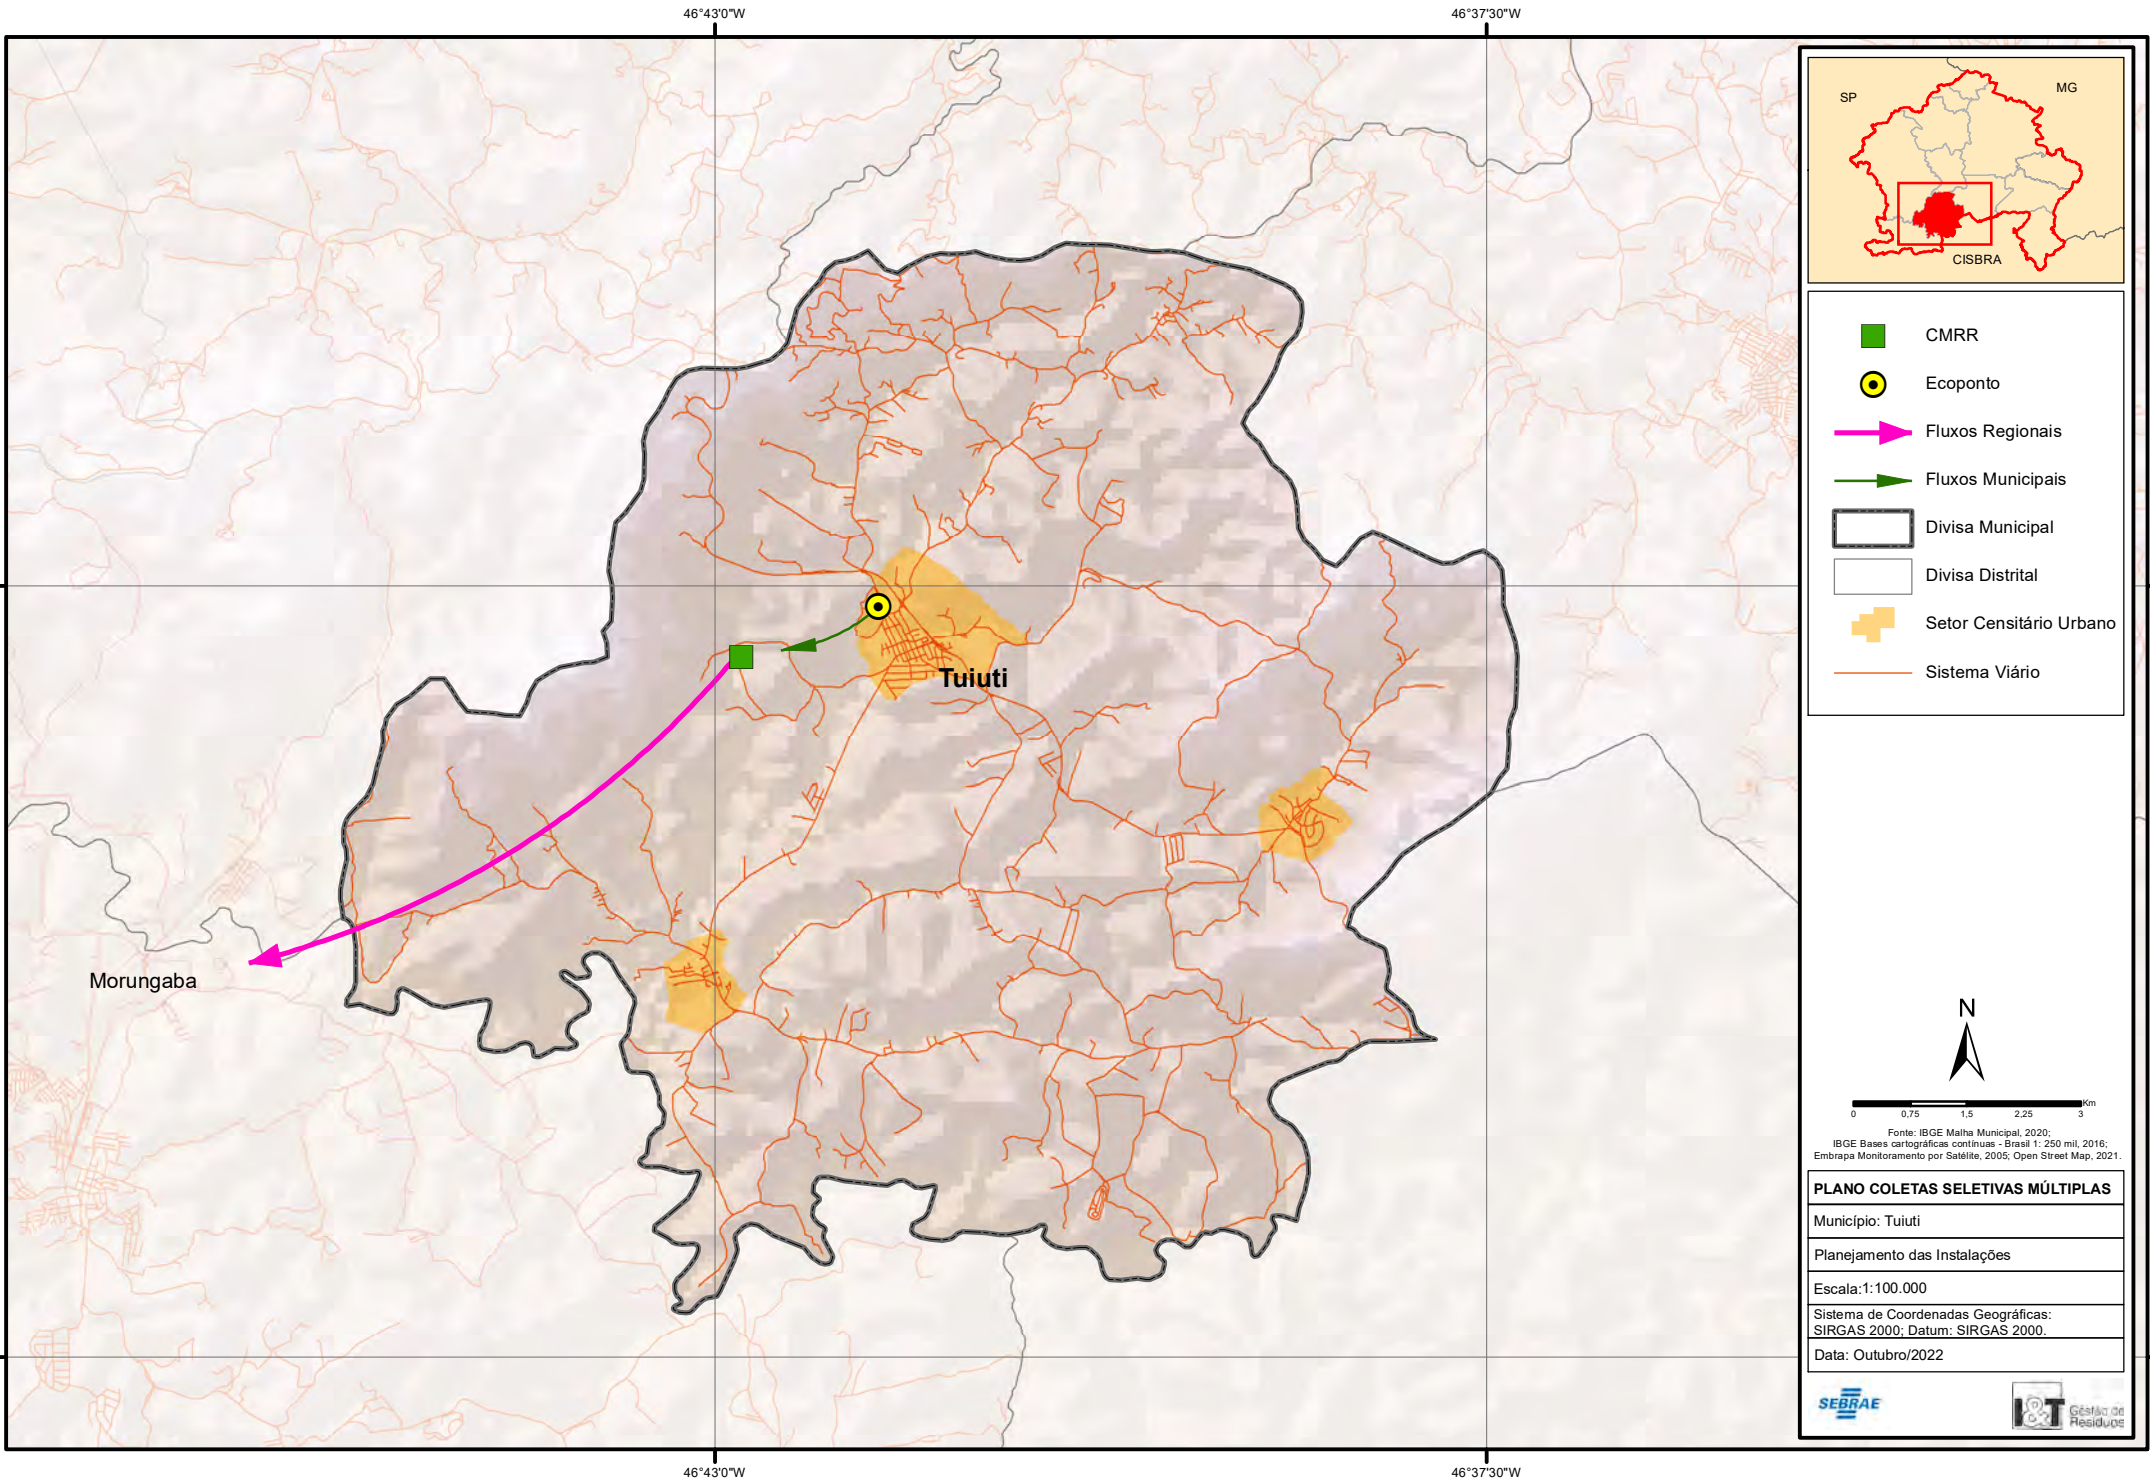 46°43'0"W
46°37'30"W
SP
MG
CISBRA
CMRR
Ecoponto
Fluxos Regionais
Fluxos Municipais
Divisa Municipal
Divisa Distrital
Setor Censitário Urbano
Sistema Viário
Tuiuti
Morungaba
N
Km
0
0,75
1,5
2,25
3
Fonte: IBGE Malha Municipal, 2020;
IBGE Bases cartográficas contínuas - Brasil 1: 250 mil, 2016;
Embrapa Monitoramento por Satélite, 2005; Open Street Map, 2021.
PLANO COLETAS SELETIVAS MÚLTIPLAS
Município: Tuiuti
Planejamento das Instalações
Escala:1:100.000
Sistema de Coordenadas Geográficas:
SIRGAS 2000; Datum: SIRGAS 2000.
Data: Outubro/2022
SEBRAE
I&T
Gestão de
Resíduos
46°43'0"W
46°37'30"W